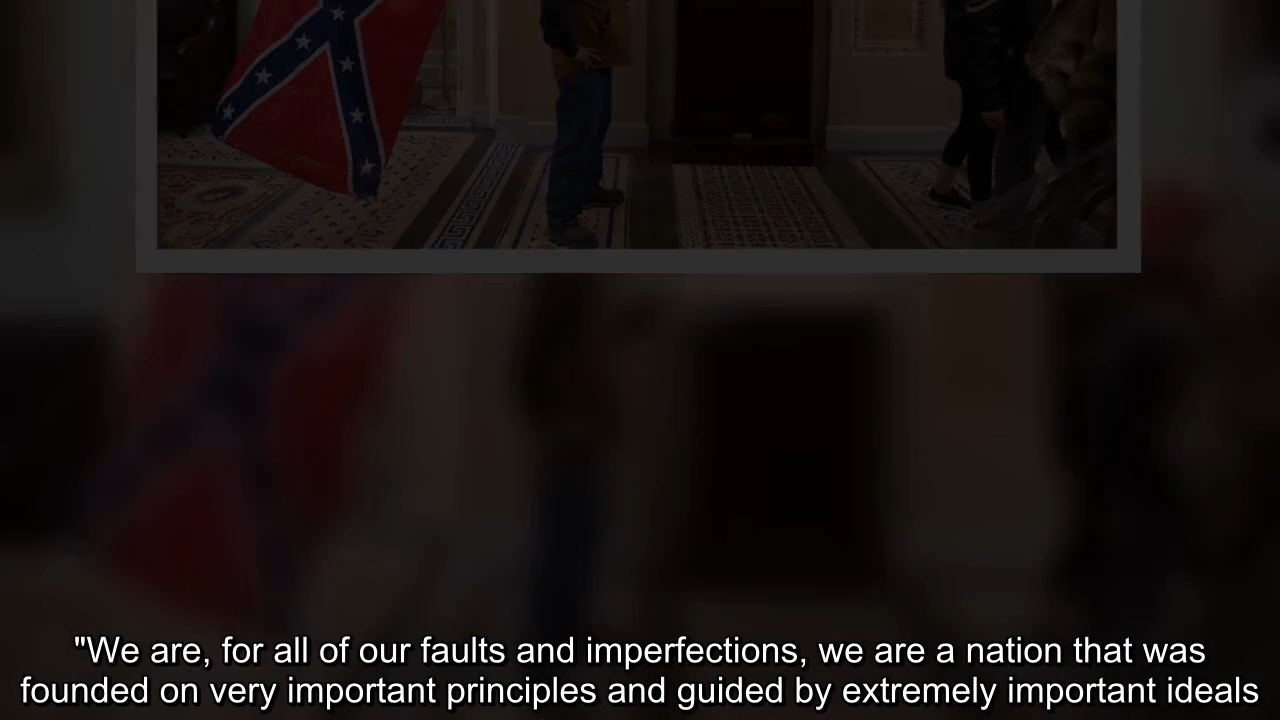 "We are, for all of our faults and imperfections, we are a nation that was
founded on very important principles and guided by extremely important ideals